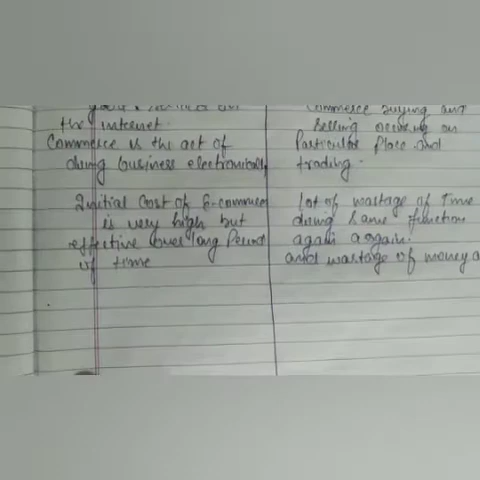 the internet.
Commerce is the act of
doing business electronically
Initial cost of E-commerce
is very high but
effective over long Period
of time
Commerce buying and
selling occuring on
Particular Place and
trading.
lot of wastage of time
doing same function
again again.
and wastage of money a